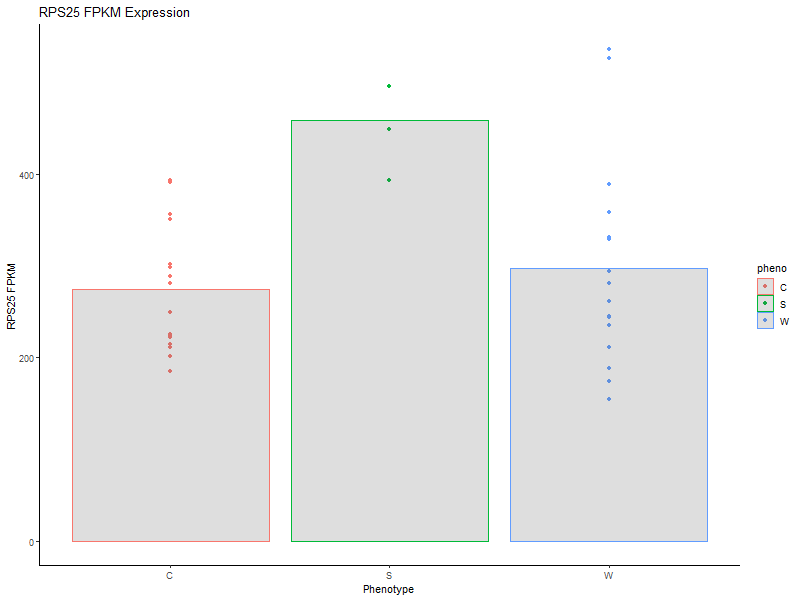 RPS25 FPKM Expression
400
200
0
RPS25 FPKM
C
S
W
Phenotype
pheno
C
S
W